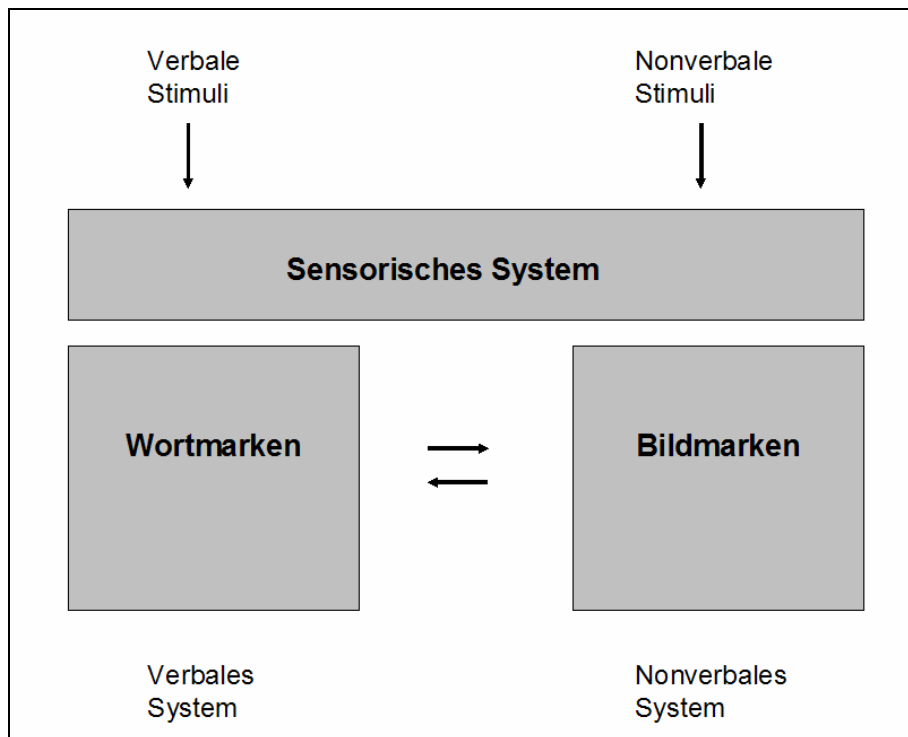 Verbale
Stimuli
Nonverbale
Stimuli
Sensorisches System
Wortmarken
Bildmarken
Verbales
System
Nonverbales
System